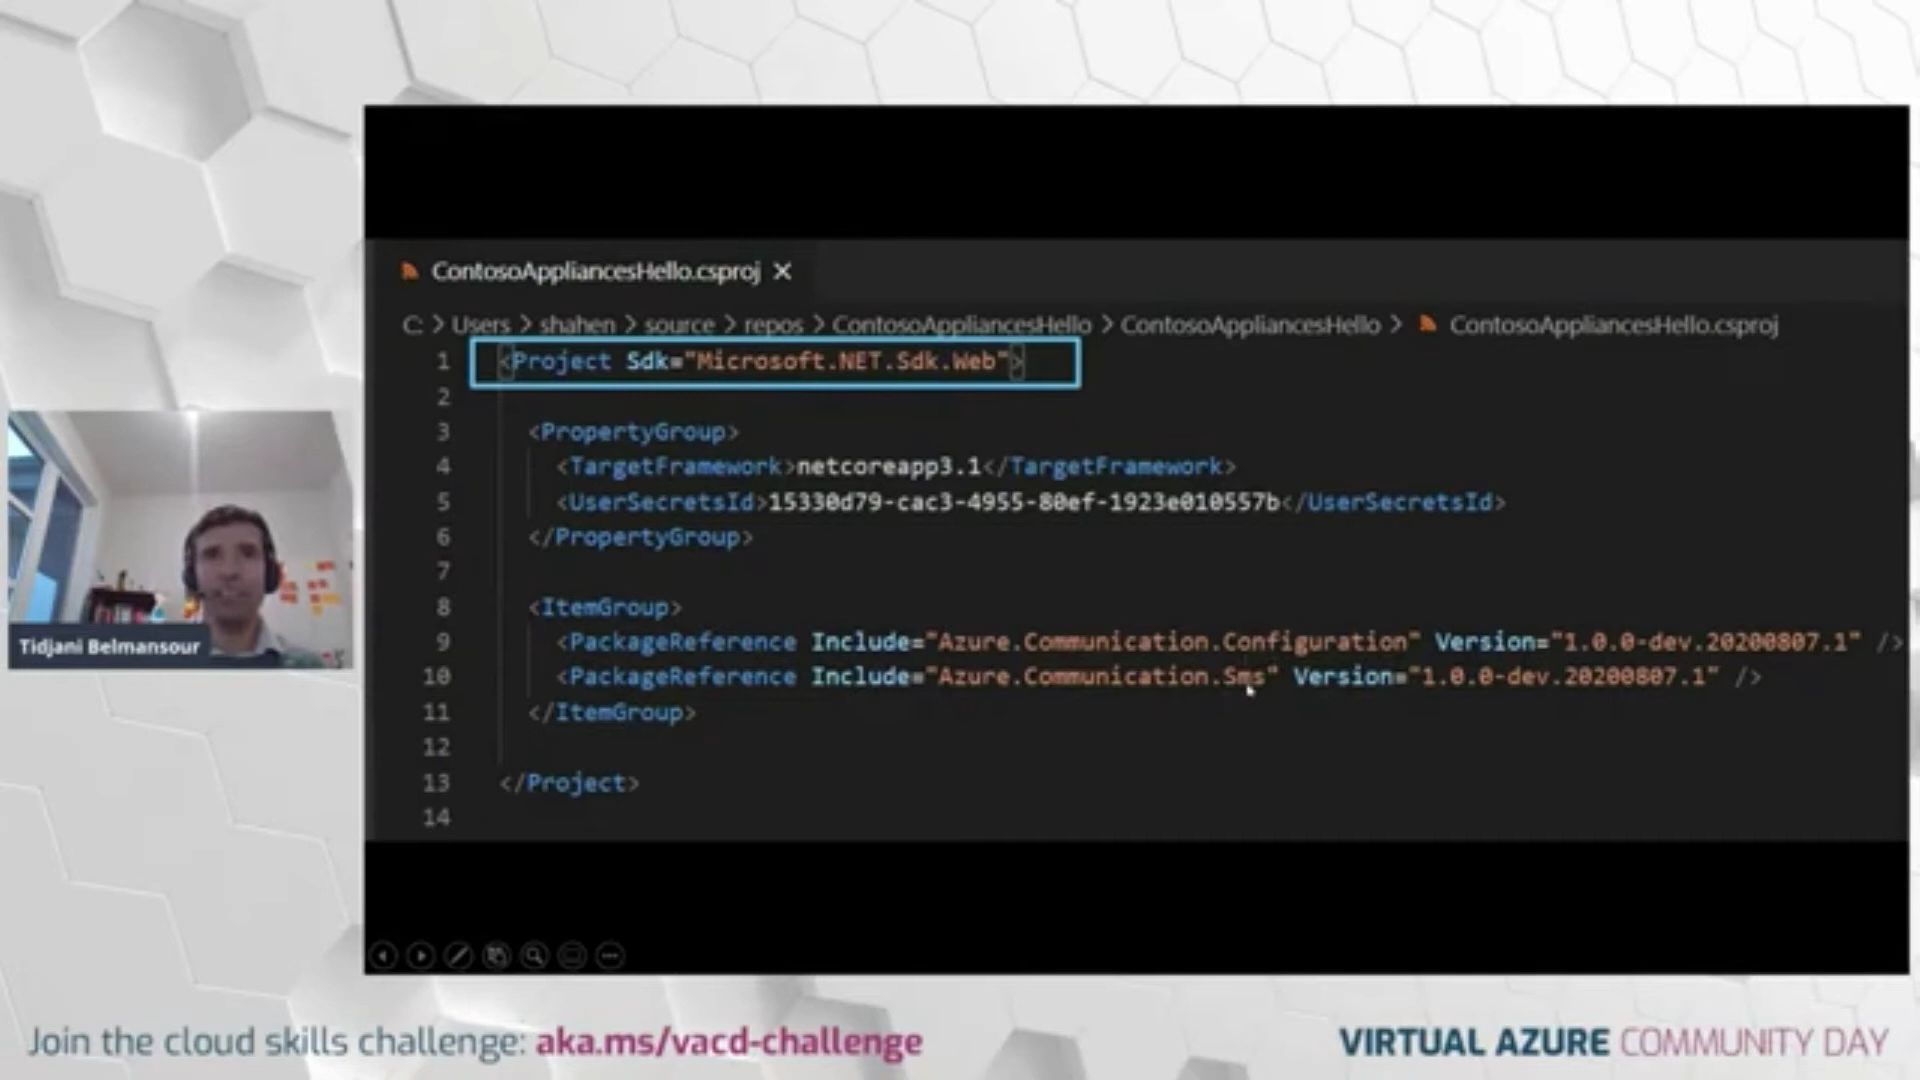 ContosoAppliancesHello.csproj
C: > Users > shahen > source > repos > ContosoAppliancesHello > ContosoAppliancesHello > ContosoAppliancesHello.csproj
1 <Project Sdk="Microsoft.NET.Sdk.Web">
2
3 <PropertyGroup>
4 <TargetFramework>netcoreapp3.1</TargetFramework>
5 <UserSecretsId>15330d79-cac3-4955-80ef-1923e010557b</UserSecretsId>
6 </PropertyGroup>
7
8 <ItemGroup>
9 <PackageReference Include="Azure.Communication.Configuration" Version="1.0.0-dev.20200807.1" />
10 <PackageReference Include="Azure.Communication.Sms" Version="1.0.0-dev.20200807.1" />
11 </ItemGroup>
12
13 </Project>
14
Tidjani Belmansour
Join the cloud skills challenge: aka.ms/vacd-challenge
VIRTUAL AZURE COMMUNITY DAY